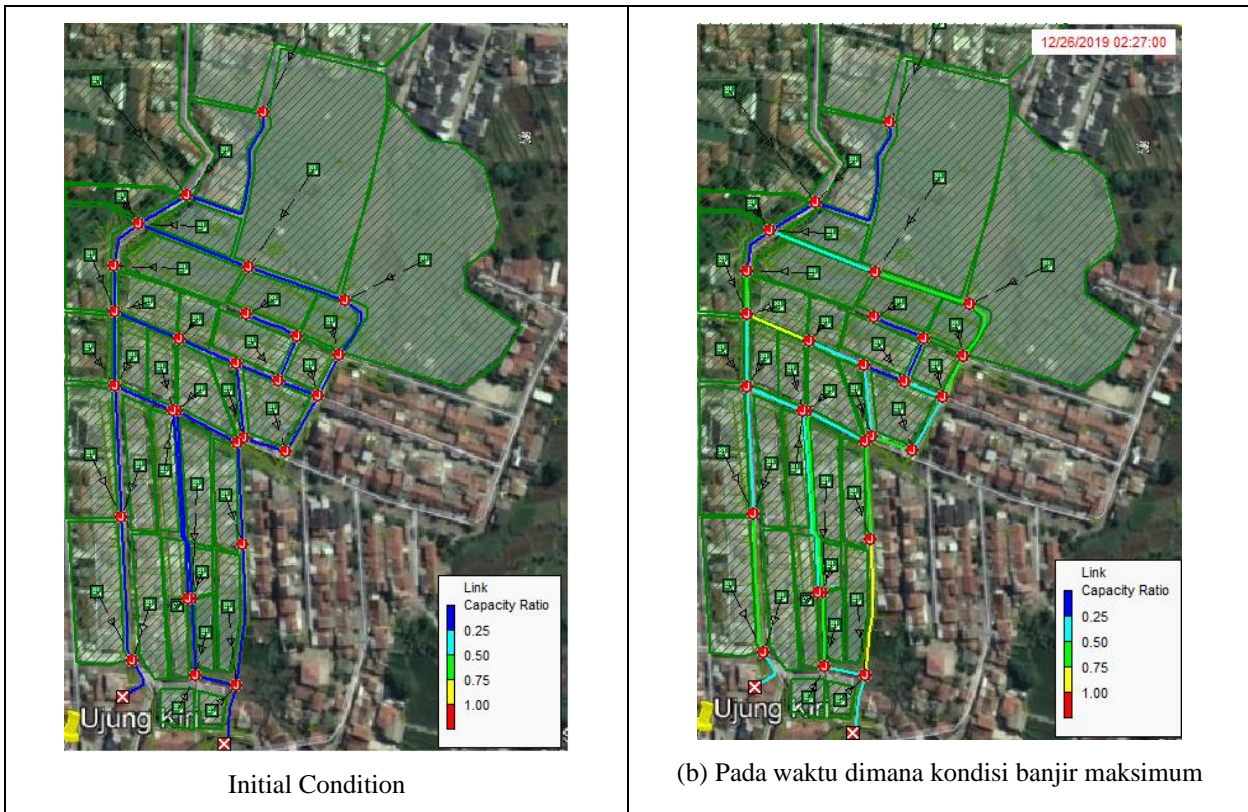 Link
Capacity Ratio
0.25
0.50
0.75
1.00
Ujung Kiri
Initial Condition
12/26/2019 02:27:00
Link
Capacity Ratio
0.25
0.50
0.75
1.00
Ujung Kiri
(b) Pada waktu dimana kondisi banjir maksimum